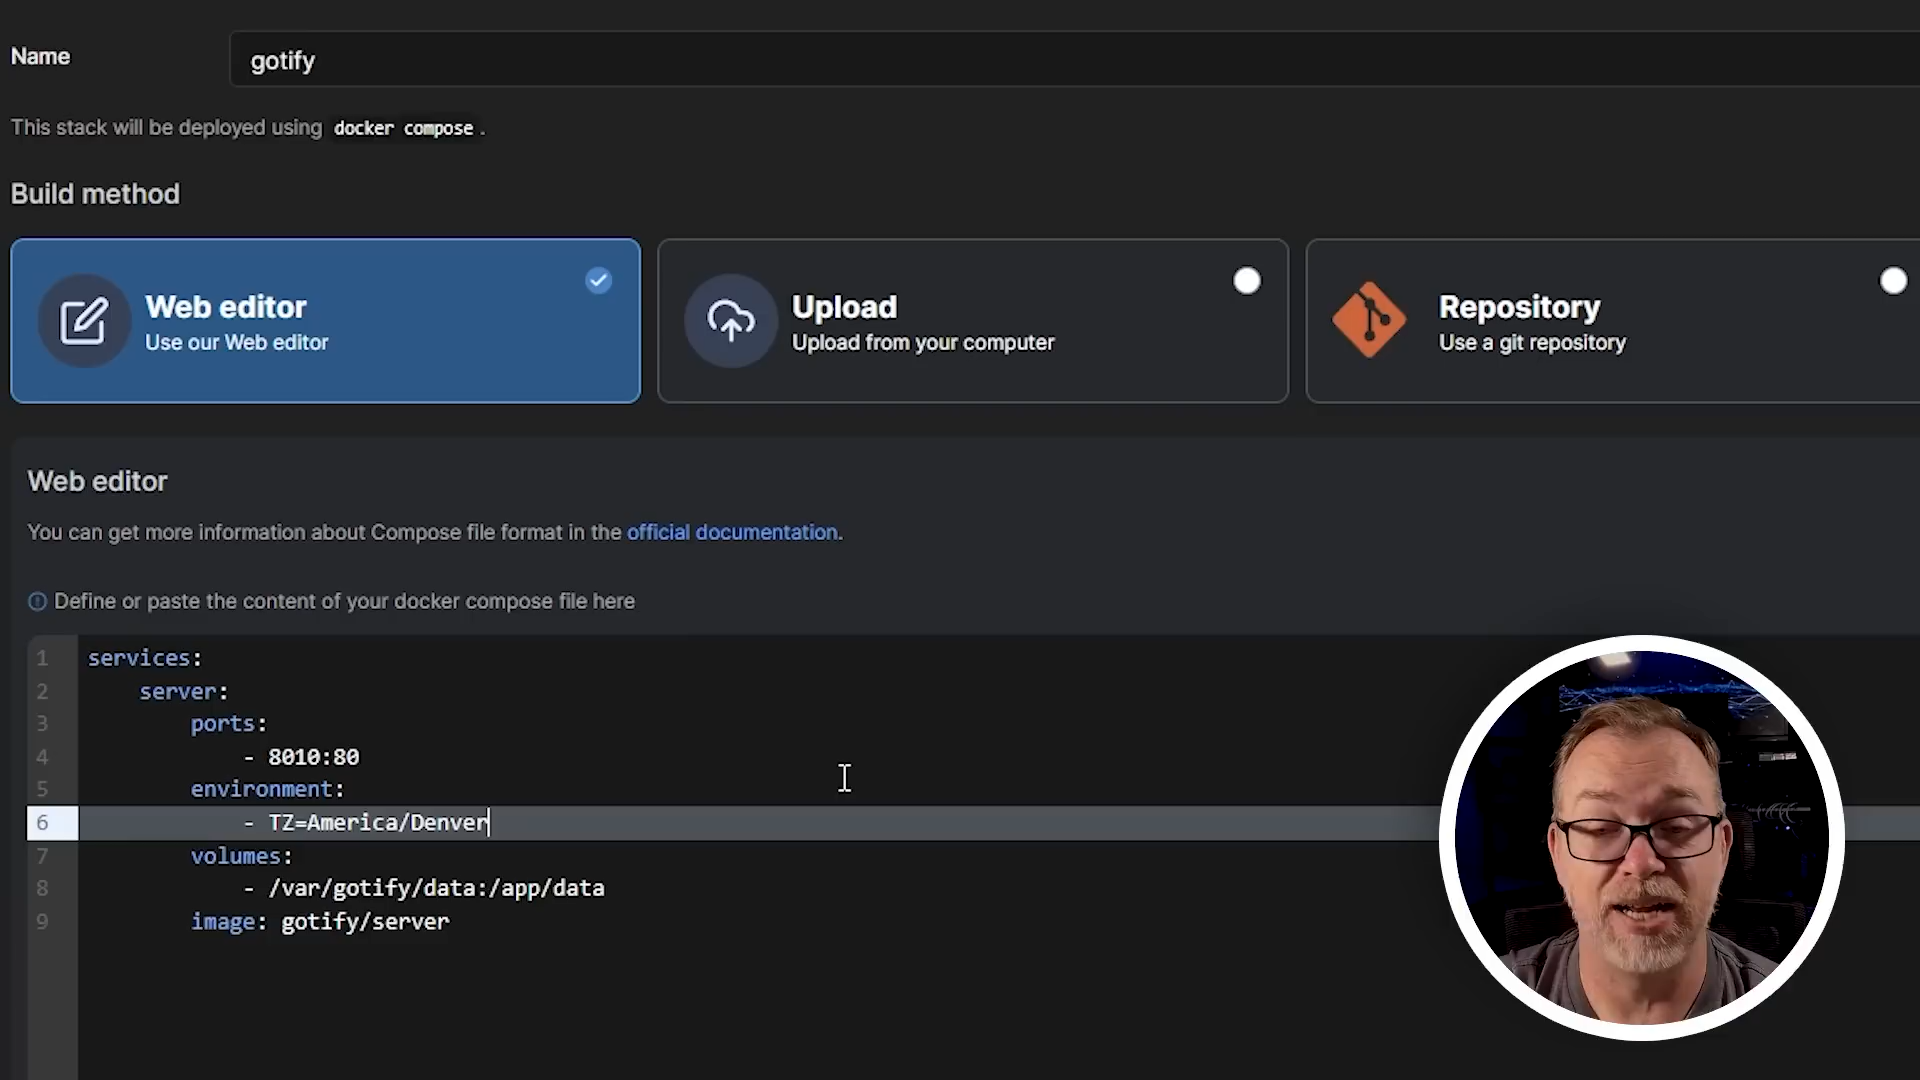 Name
gotify
This stack will be deployed using docker compose .
Build method
Web editor
Use our Web editor
Upload
Upload from your computer
Repository
Use a git repository
Web editor
You can get more information about Compose file format in the official documentation.
Define or paste the content of your docker compose file here
1 services:
2 server:
3 ports:
4 - 8010:80
5 environment:
6 - TZ=America/Denver
7 volumes:
8 - /var/gotify/data:/app/data
9 image: gotify/server